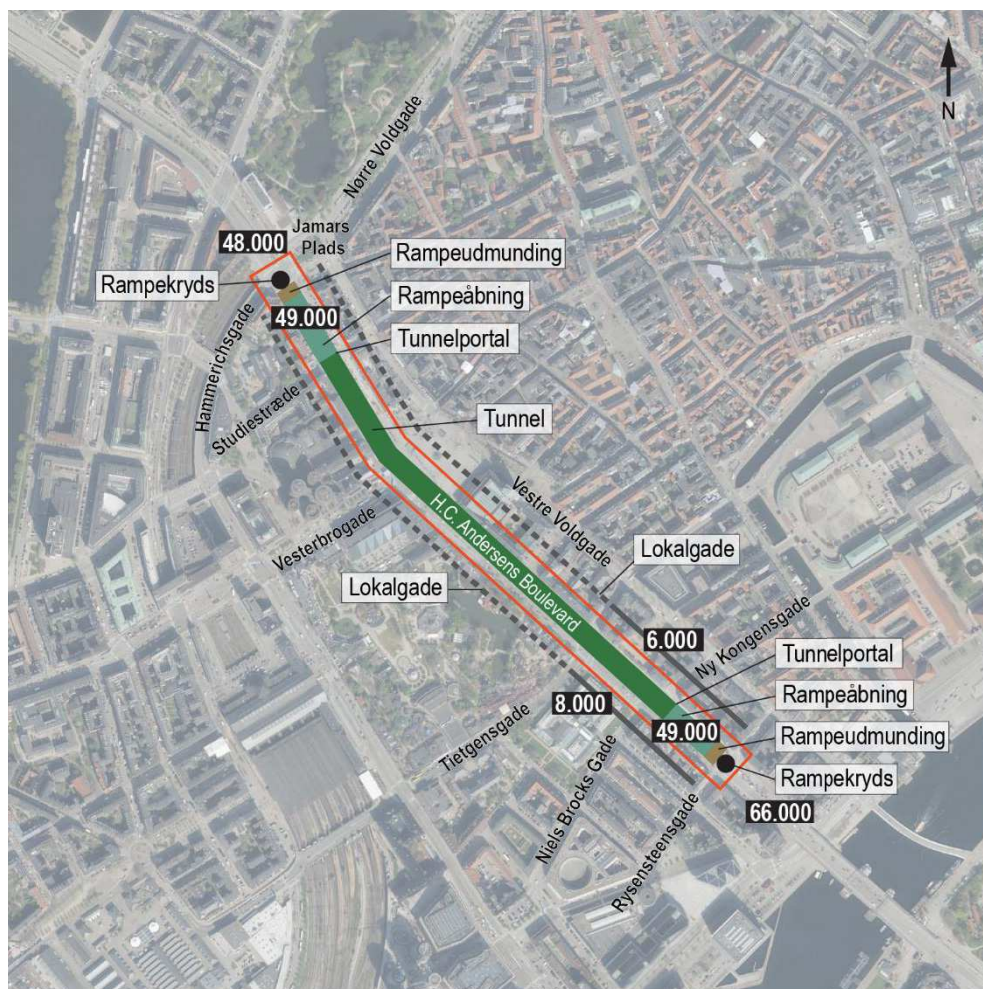 N
Nørre Voldgade
Jamars
Plads
48.000
Rampeudmunding
Rampekryds
Rampeåbning
49.000
Tunnelportal
Hammerichsgade
Studiestræde
Tunnel
Vesterbrogade
Vestre Voldgade
H.C. Andersens Boulevard
Lokalgade
Lokalgade
6.000
Ny Kongensgade
Tunnelportal
8.000
Rampeåbning
49.000
Tietgensgade
Rampeudmunding
Niels Brocks Gade
Rampekryds
Rysensteensgade
66.000